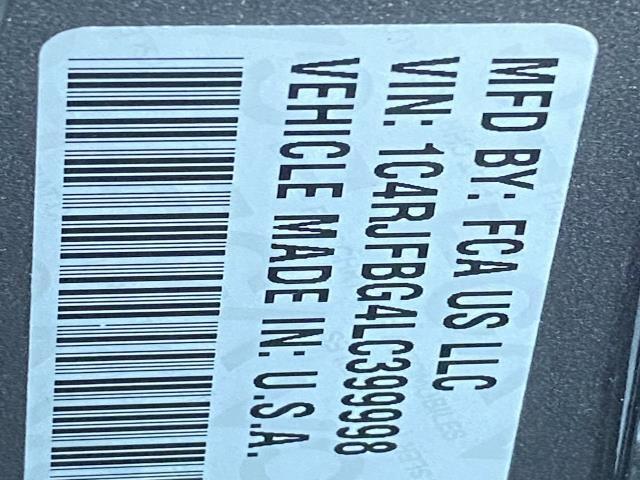 MFD BY: FCA US LLC
VIN: 1C4RJFBG4LC399998
VEHICLE MADE IN: U.S.A.